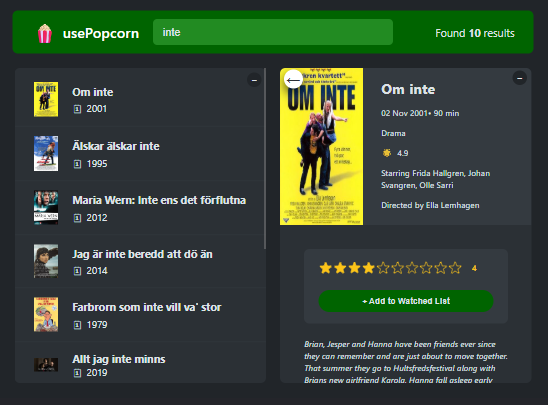 usePopcorn
inte
Found 10 results
Om inte
2001
Älskar älskar inte
1995
Maria Wern: Inte ens det förflutna
2012
Jag är inte beredd att dö än
2014
Farbrorn som inte vill va' stor
1979
Allt jag inte minns
2019
kron kvartett"
OM INTE
Om inte
02 Nov 2001• 90 min
Drama
4.9
Starring Frida Hallgren, Johan
Svangren, Olle Sarri
Directed by Ella Lemhagen
4
+ Add to Watched List
Brian, Jesper and Hanna have been friends ever since
they can remember and are just about to move together.
That summer they go to Hultsfredsfestival along with
Brians new girlfriend Karola. Hanna fall asleep early